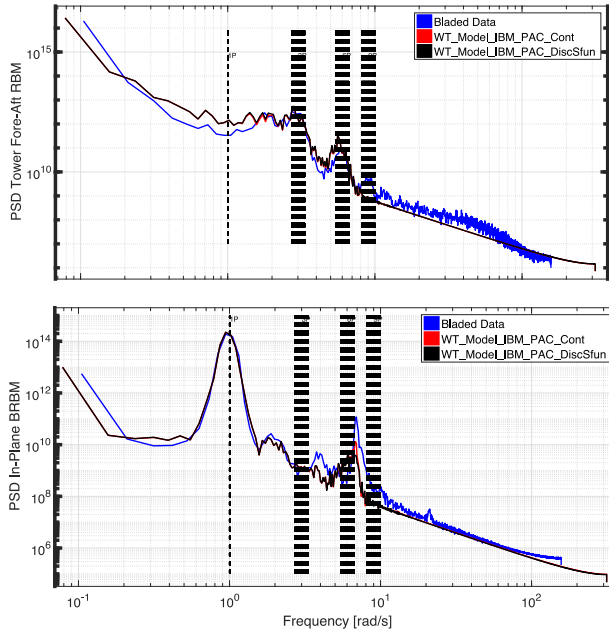 PSD Tower Fore-Aft RBM
10^15
10^10
1P
Bladed Data
WT_Model_IBM_PAC_Cont
WT_Model_IBM_PAC_DiscSfun
PSD In-Plane BRBM
10^14
10^12
10^10
10^8
10^6
1P
Bladed Data
WT_Model_IBM_PAC_Cont
WT_Model_IBM_PAC_DiscSfun
10^-1
10^0
10^1
10^2
Frequency [rad/s]